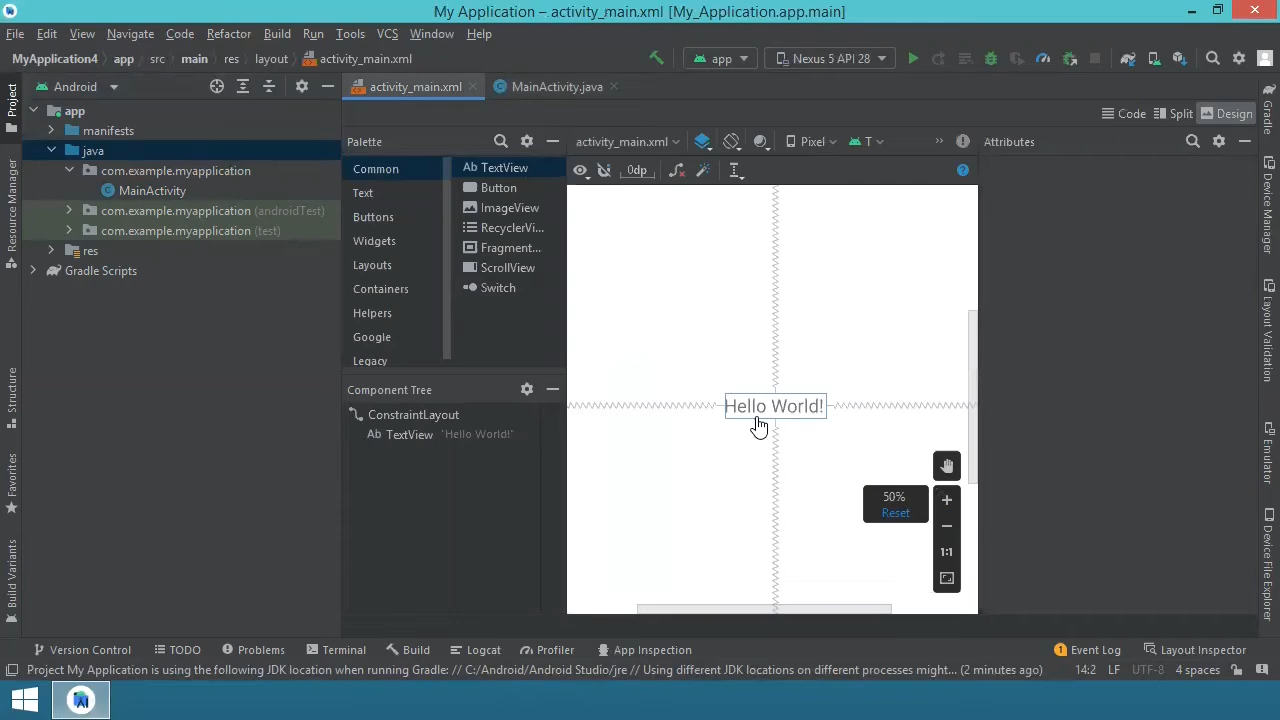 My Application – activity_main.xml [My_Application.app.main]
File Edit View Navigate Code Refactor Build Run Tools VCS Window Help
MyApplication4 app src main res layout activity_main.xml app Nexus 5 API 28
Project
Android
activity_main.xml MainActivity.java
Gradle
app
manifests
java
com.example.myapplication
MainActivity
com.example.myapplication (androidTest)
com.example.myapplication (test)
res
Gradle Scripts
Resource Manager
Structure
Favorites
Build Variants
Code Split Design
Palette
Common
Text
Buttons
Widgets
Layouts
Containers
Helpers
Google
Legacy
Ab TextView
Button
ImageView
RecyclerVi...
Fragment...
ScrollView
Switch
Component Tree
ConstraintLayout
Ab TextView "Hello World!"
activity_main.xml Pixel T
0dp
Hello World!
50%
Reset
1:1
Attributes
Device Manager
Layout Validation
Emulator
Device File Explorer
Version Control TODO Problems Terminal Build Logcat Profiler App Inspection 1 Event Log Layout Inspector
Project My Application is using the following JDK location when running Gradle: // C:/Android/Android Studio/jre // Using different JDK locations on different processes might... (2 minutes ago) 14:2 LF UTF-8 4 spaces